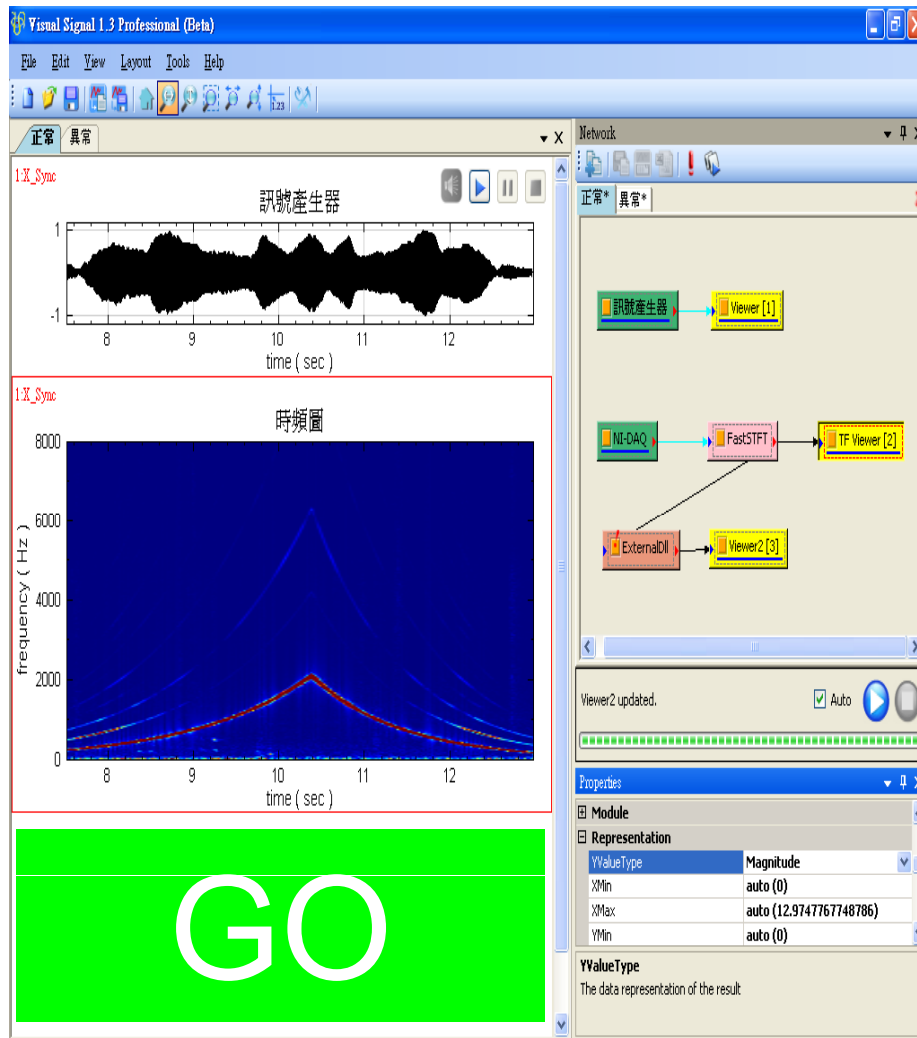 Visual Signal 1.3 Professional (Beta)
File Edit View Layout Tools Help
1.23
正常 異常
1:X_Sync
訊號產生器
1
-1
8 9 10 11 12
time ( sec )
1:X_Sync
時頻圖
8000
6000
4000
2000
0
frequency ( Hz )
8 9 10 11 12
time ( sec )
GO
Network
正常* 異常*
訊號產生器 Viewer [1]
NI-DAQ FastSTFT TF Viewer [2]
ExternalDll Viewer2 [3]
Viewer2 updated. Auto
Properties
Module
Representation
YValueType Magnitude
XMin auto (0)
XMax auto (12.9747767748786)
YMin auto (0)
YValueType
The data representation of the result